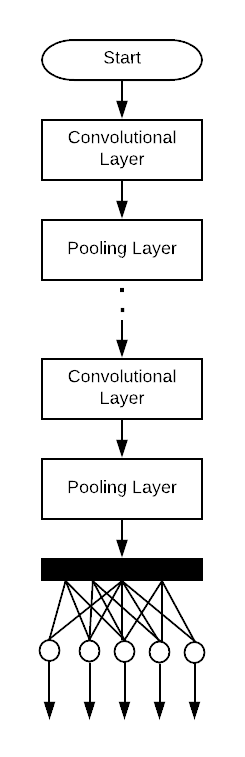 Start
Convolutional
Layer
Pooling Layer
Convolutional
Layer
Pooling Layer